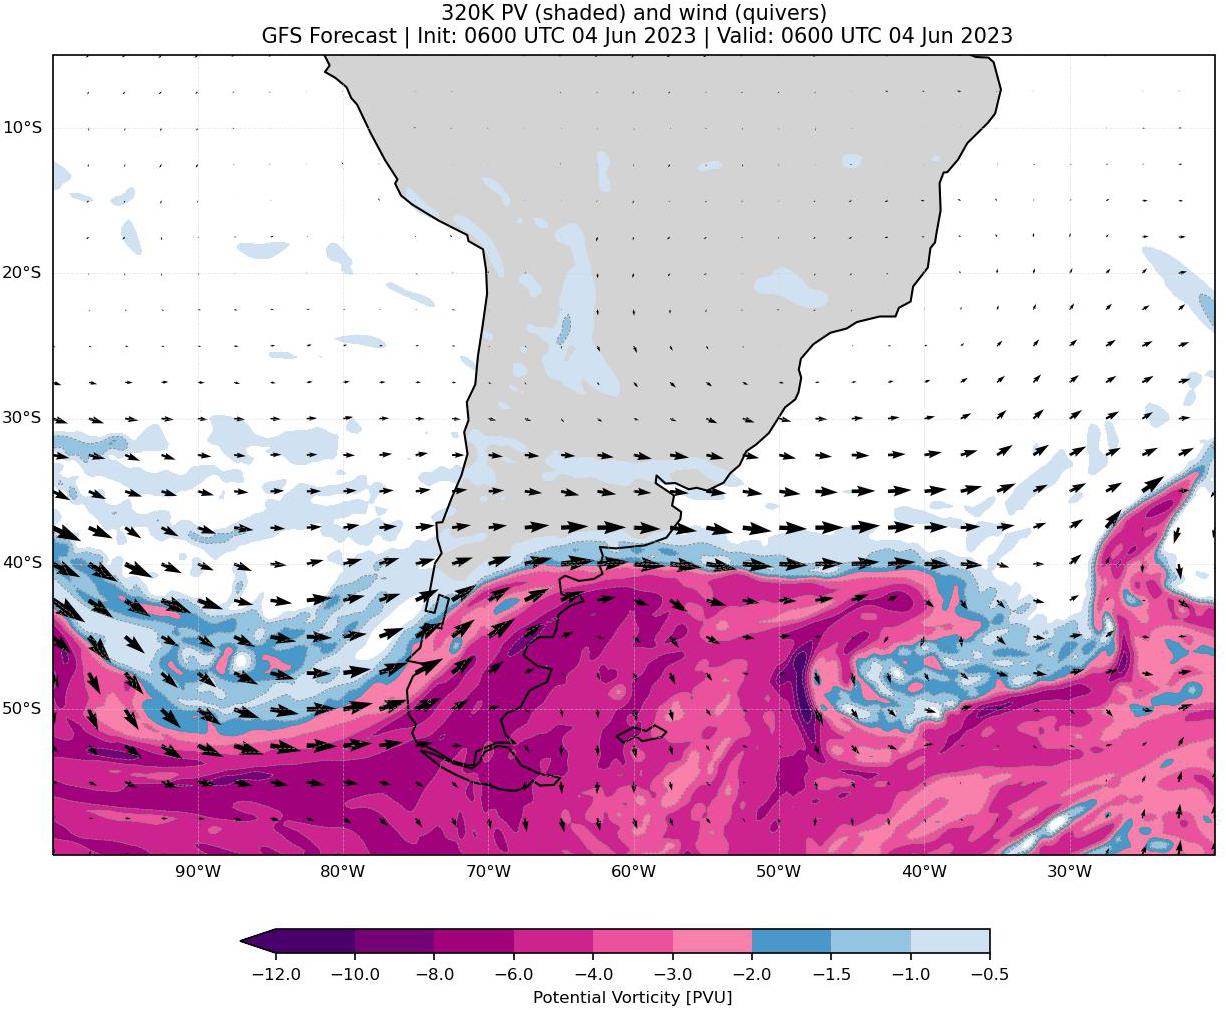 320K PV (shaded) and wind (quivers)
GFS Forecast | Init: 0600 UTC 04 Jun 2023 | Valid: 0600 UTC 04 Jun 2023
10°S
20°S
30°S
40°S
50°S
90°W 80°W 70°W 60°W 50°W 40°W 30°W
−12.0 −10.0 −8.0 −6.0 −4.0 −3.0 −2.0 −1.5 −1.0 −0.5
Potential Vorticity [PVU]